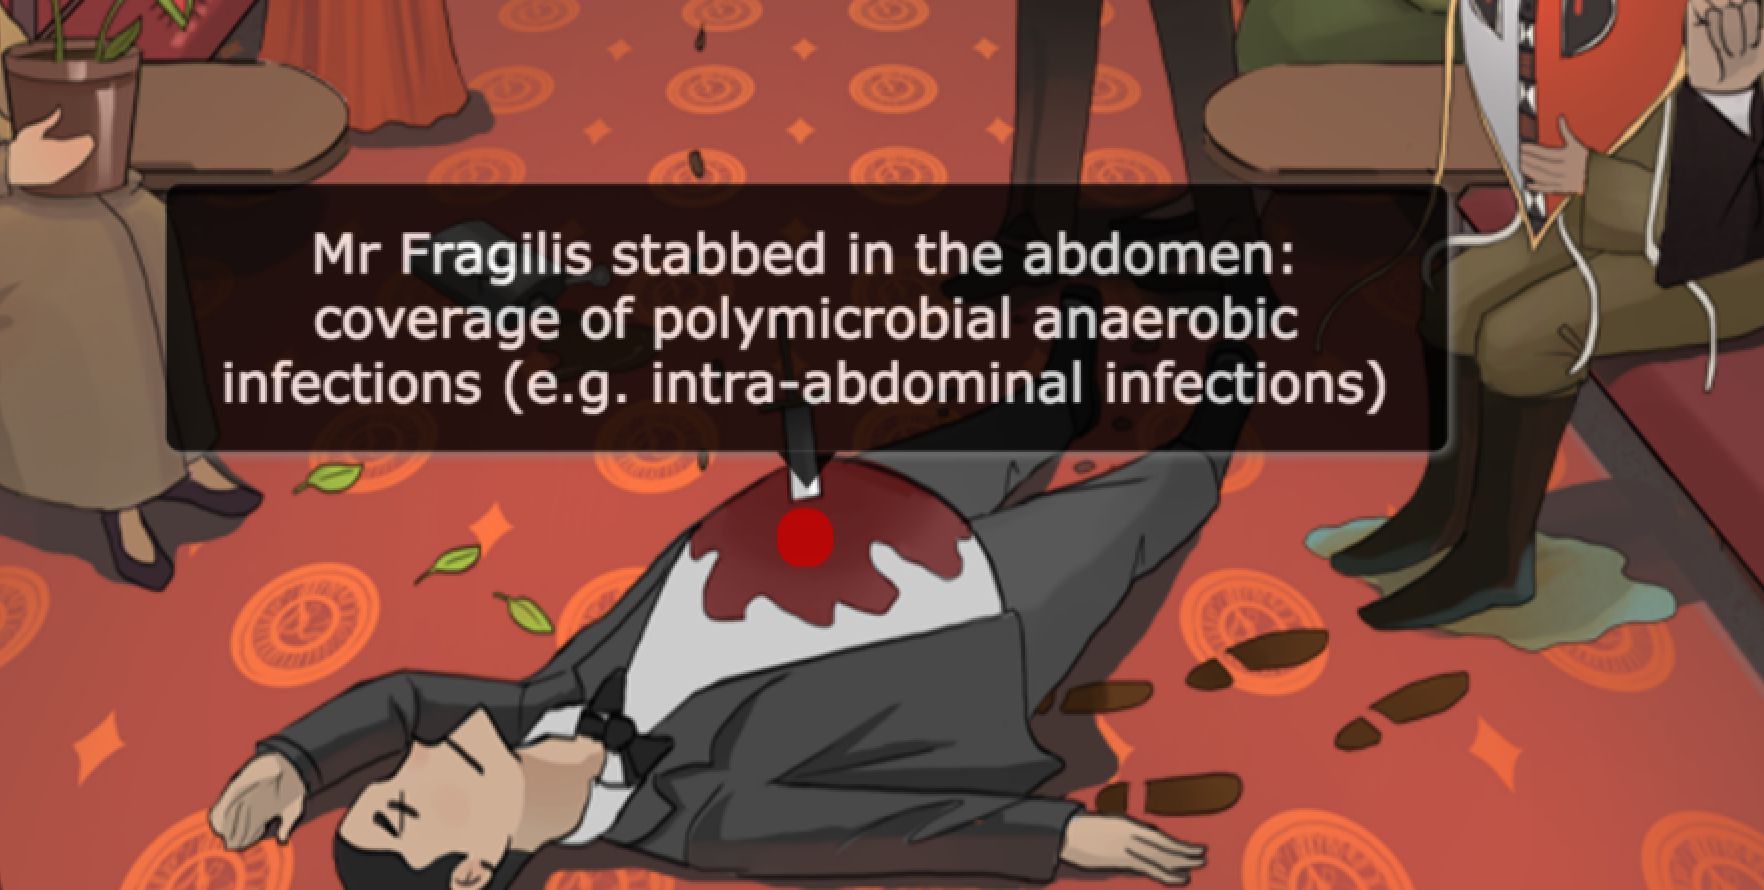 Mr Fragilis stabbed in the abdomen:
coverage of polymicrobial anaerobic
infections (e.g. intra-abdominal infections)